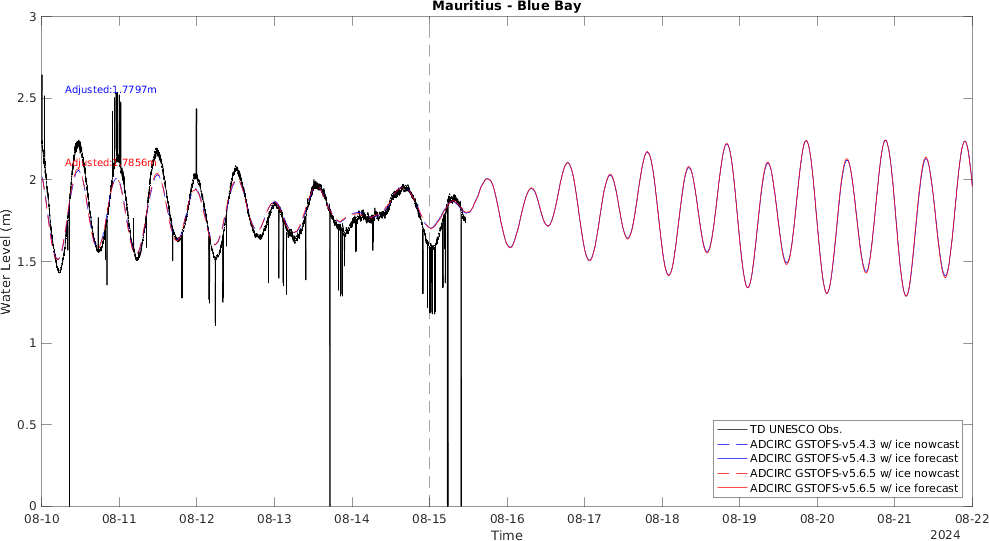 Mauritius - Blue Bay
3
2.5
2
1.5
1
0.5
0
Water Level (m)
Adjusted:1.7797m
Adjusted:1.7856m
TD UNESCO Obs.
ADCIRC GSTOFS-v5.4.3 w/ ice nowcast
ADCIRC GSTOFS-v5.4.3 w/ ice forecast
ADCIRC GSTOFS-v5.6.5 w/ ice nowcast
ADCIRC GSTOFS-v5.6.5 w/ ice forecast
08-10 08-11 08-12 08-13 08-14 08-15 08-16 08-17 08-18 08-19 08-20 08-21 08-22
Time
2024